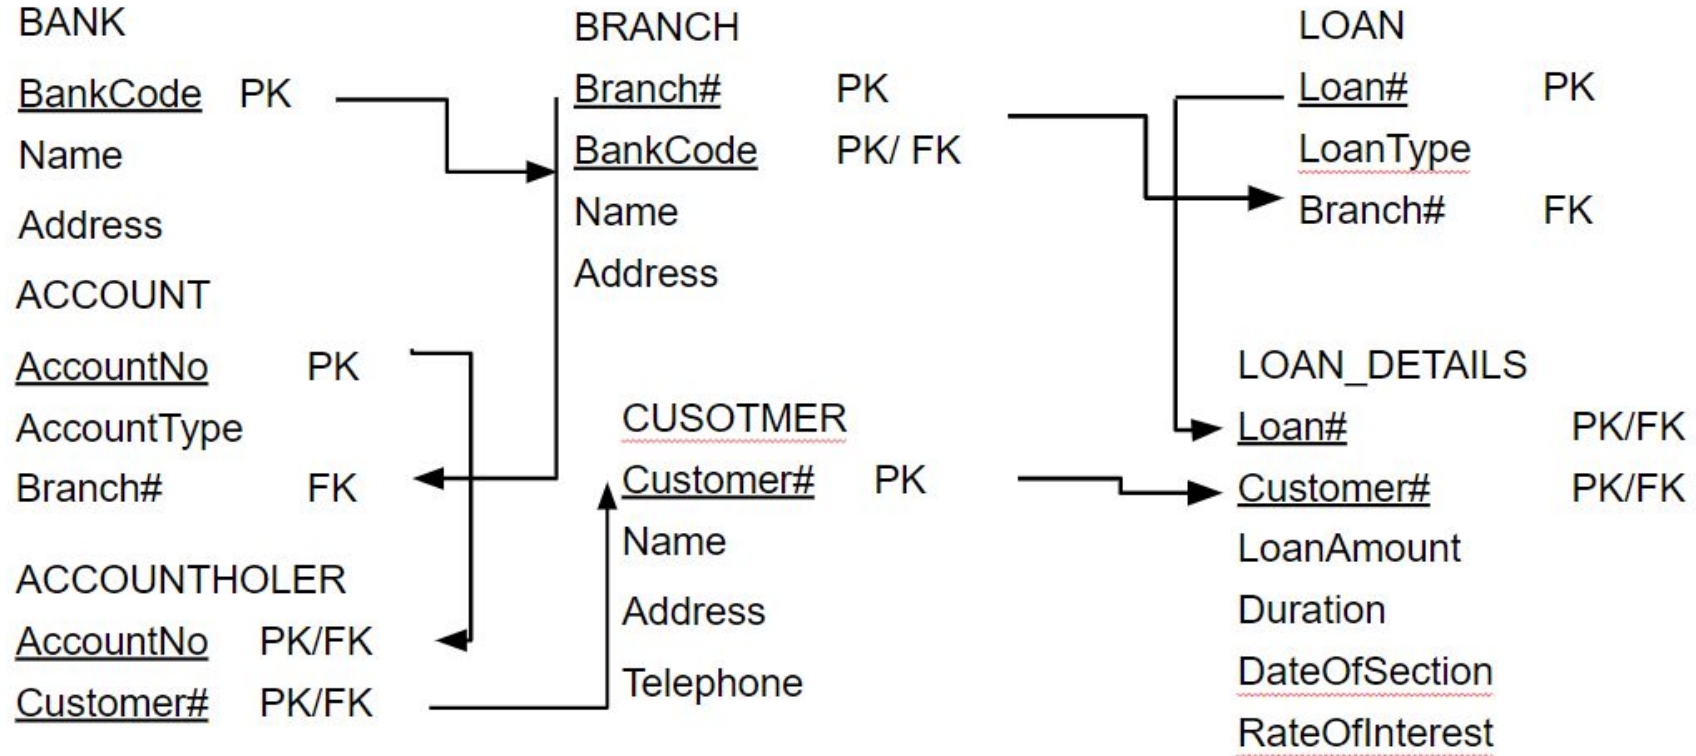 BANK
BankCode PK
Name
Address
ACCOUNT
AccountNo PK
AccountType
Branch# FK
ACCOUNTHOLER
AccountNo PK/FK
Customer# PK/FK
BRANCH
Branch# PK
BankCode PK/ FK
Name
Address
CUSOTMER
Customer# PK
Name
Address
Telephone
LOAN
Loan# PK
LoanType
Branch# FK
LOAN_DETAILS
Loan# PK/FK
Customer# PK/FK
LoanAmount
Duration
DateOfSection
RateOfInterest